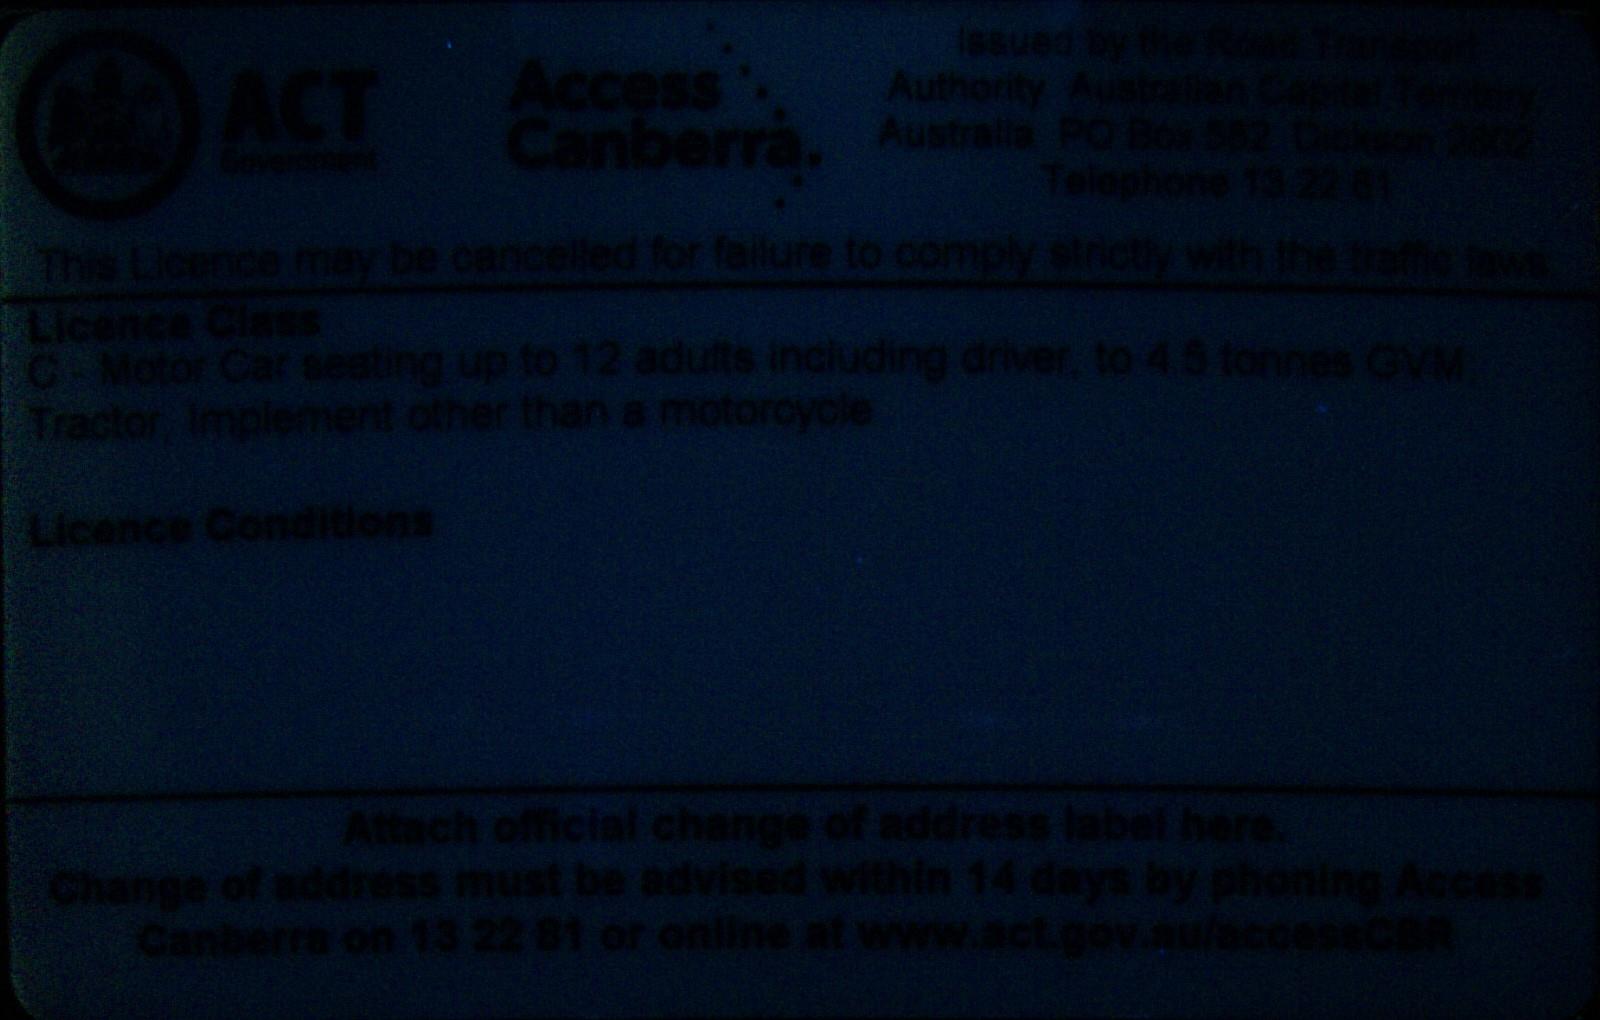 ACT
Government
Access
Canberra.
Issued by the Road Transport
Authority Australian Capital Territory,
Australia PO Box 582 Dickson 2602
Telephone 13 22 81
This Licence may be cancelled for failure to comply strictly with the traffic laws.
Licence Class
C - Motor Car seating up to 12 adults including driver, to 4.5 tonnes GVM,
Tractor, Implement other than a motorcycle
Licence Conditions
Attach official change of address label here.
Change of address must be advised within 14 days by phoning Access
Canberra on 13 22 81 or online at www.act.gov.au/accessCBR